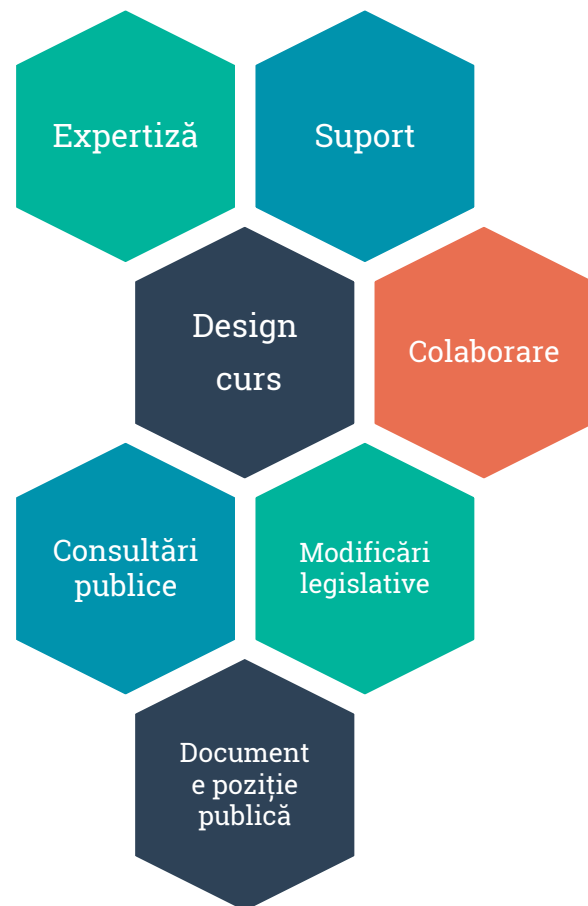 Expertiză
Suport
Design
curs
Colaborare
Consultări
publice
Modificări
legislative
Document
e poziție
publică